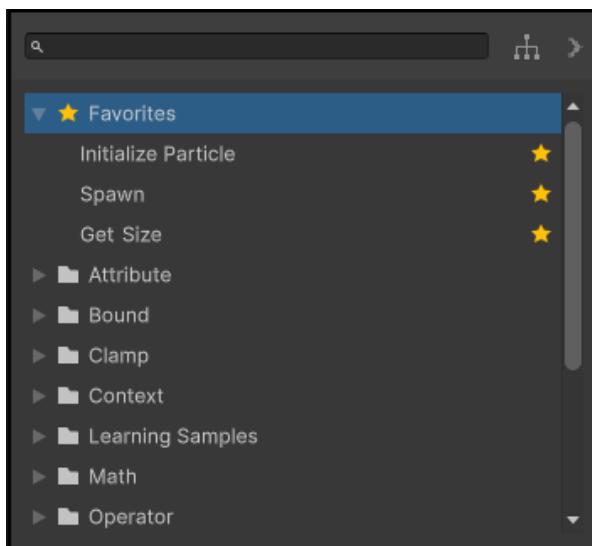 Favorites
Initialize Particle
Spawn
Get Size
Attribute
Bound
Clamp
Context
Learning Samples
Math
Operator